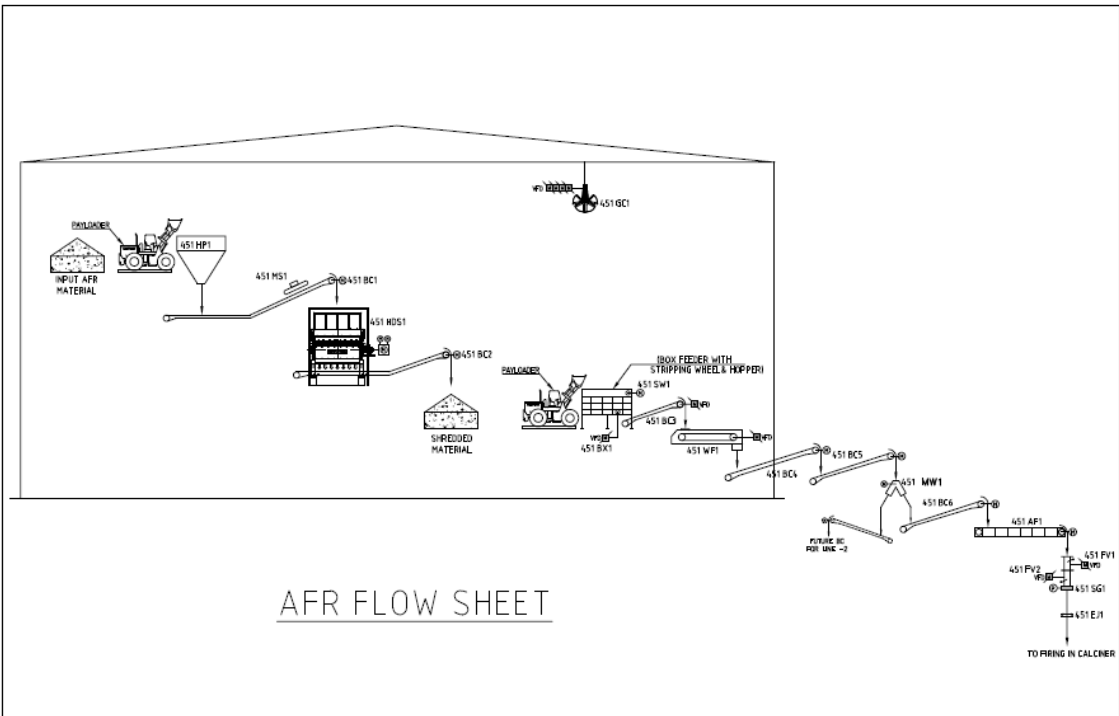 VFD
451 GC1
PAYLOADER
451 HP1
INPUT AFR
MATERIAL
451 MS1
M
451 BC1
451 HDS1
M
451 BC2
SHREDDED
MATERIAL
(BOX FEEDER WITH
STRIPPING WHEEL & HOPPER)
PAYLOADER
451 SW1
M
VFD
451 BC3
VFD
451 BX1
451 WF1
VFD
451 BC4
M
451 BC5
M
451 MW1
451 BC6
M
FUTURE BC
FOR LINE -2
451 AF1
M
451 FV1
VFD
451 FV2
VFD
451 SG1
451 EJ1
TO FIRING IN CALCINER
AFR FLOW SHEET